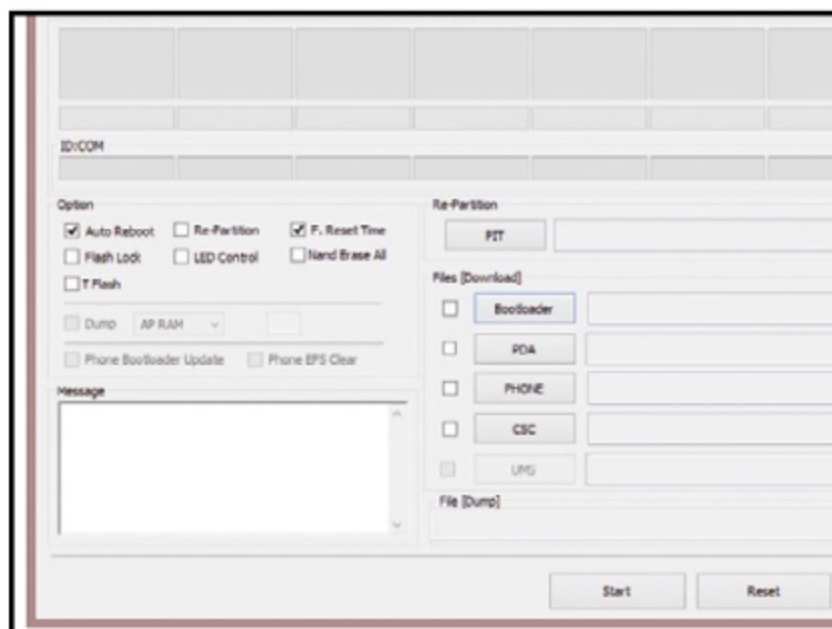 ID:COM
Option
Auto Reboot Re-Partition F. Reset Time
Flash Lock LED Control Nand Erase All
T Flash
Dump AP RAM
Phone Bootloader Update Phone EFS Clear
Message
Re-Partition
PIT
Files [Download]
Bootloader
PDA
PHONE
CSC
UMS
File [Dump]
Start Reset